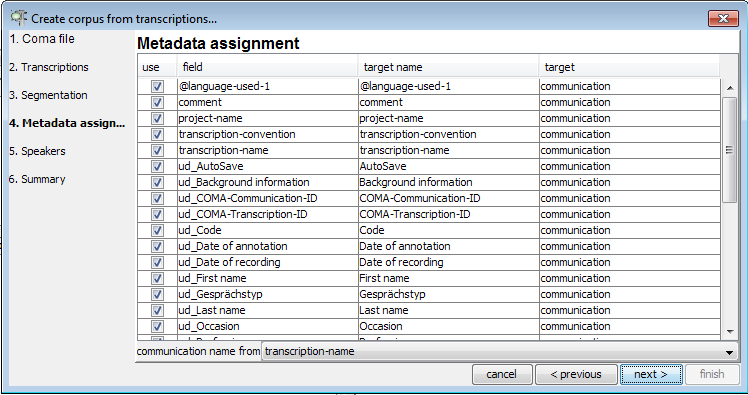 Create corpus from transcriptions...
1. Coma file
2. Transcriptions
3. Segmentation
4. Metadata assign...
5. Speakers
6. Summary
Metadata assignment
use field target name target
@language-used-1 @language-used-1 communication
comment comment communication
project-name project-name communication
transcription-convention transcription-convention communication
transcription-name transcription-name communication
ud_AutoSave AutoSave communication
ud_Background information Background information communication
ud_COMA-Communication-ID COMA-Communication-ID communication
ud_COMA-Transcription-ID COMA-Transcription-ID communication
ud_Code Code communication
ud_Date of annotation Date of annotation communication
ud_Date of recording Date of recording communication
ud_First name First name communication
ud_Gesprächstyp Gesprächstyp communication
ud_Last name Last name communication
ud_Occasion Occasion communication
communication name from transcription-name
cancel < previous next > finish